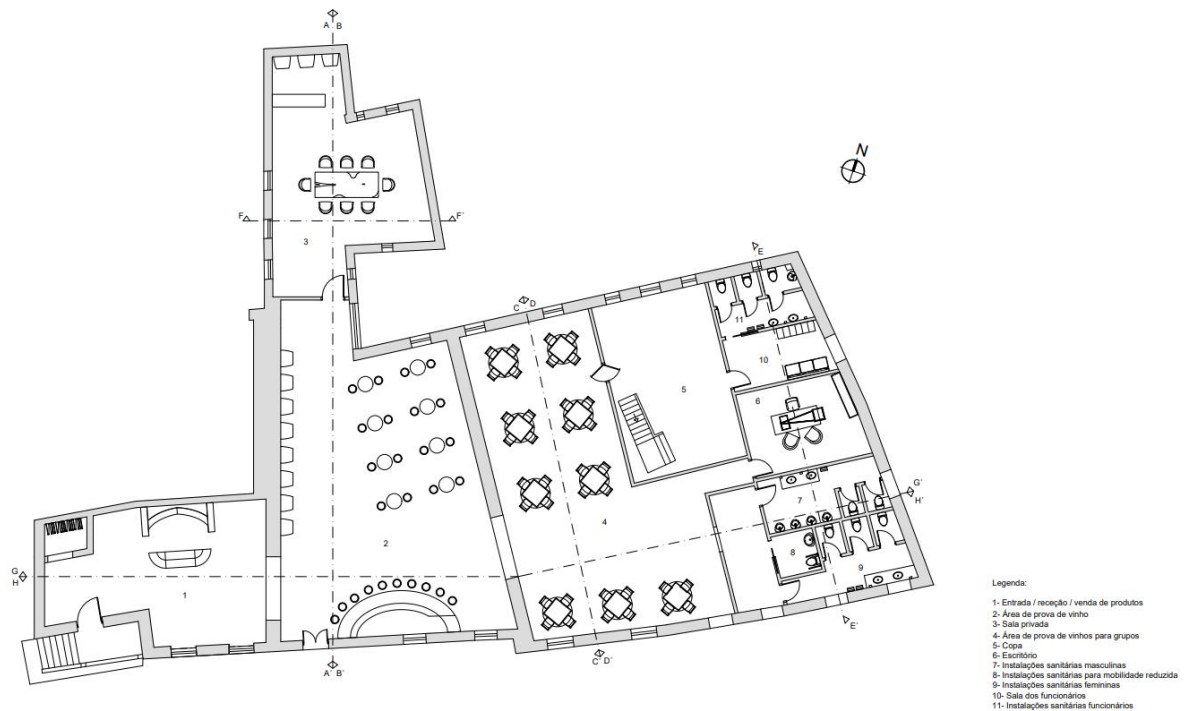 A B
N
F F´
3
E
C D
11
10
5
6
G´
H´
7
4
2
8
G
H
9
1
E´
C´ D´
A´ B´
Legenda:
1- Entrada / receção / venda de produtos
2- Área de prova de vinho
3- Sala privada
4- Área de prova de vinhos para grupos
5- Copa
6- Escritório
7- Instalações sanitárias masculinas
8- Instalações sanitárias para mobilidade reduzida
9- Instalações sanitárias femininas
10- Sala dos funcionários
11- Instalações sanitárias funcionários